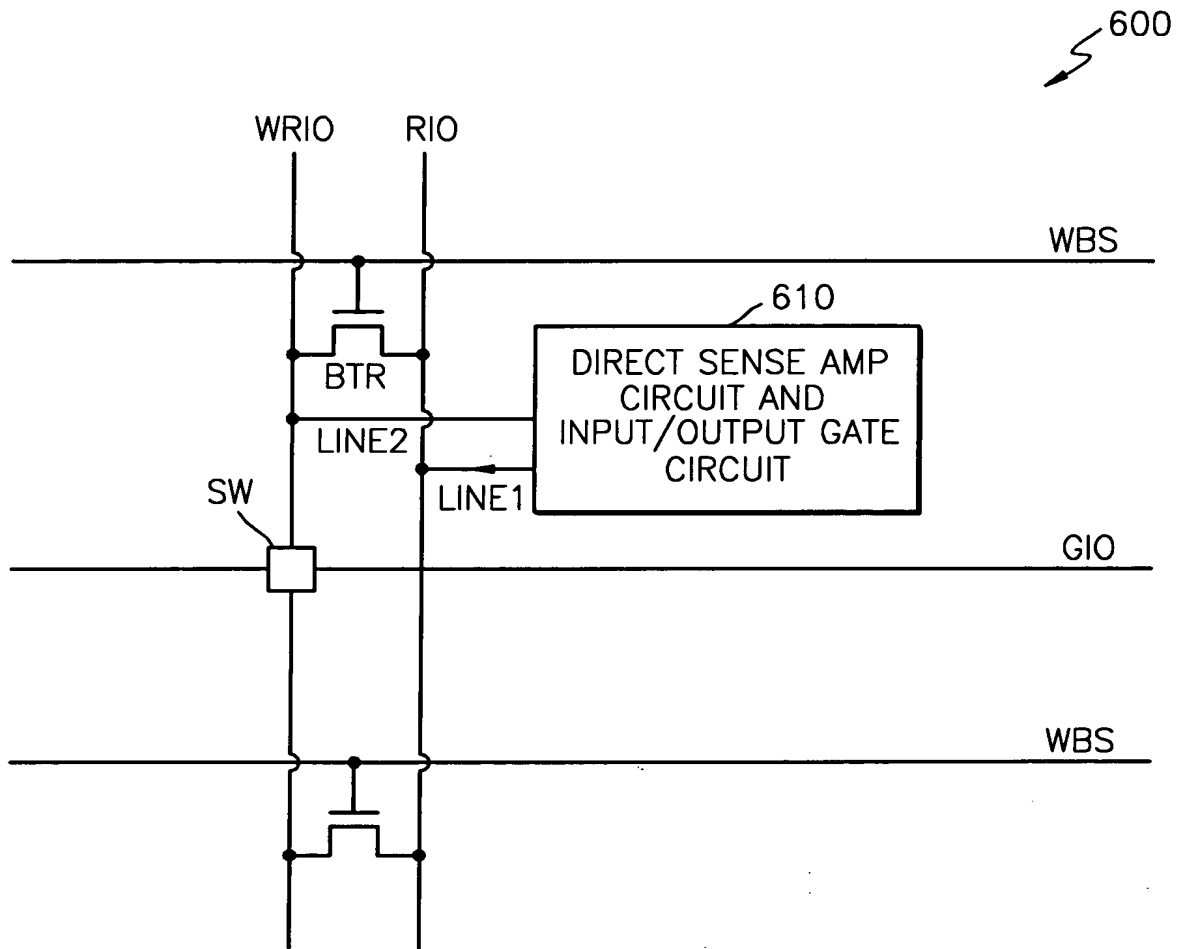 600
WRIO
RIO
WBS
610
DIRECT SENSE AMP
CIRCUIT AND
INPUT/OUTPUT GATE
CIRCUIT
BTR
LINE2
LINE1
SW
GIO
WBS